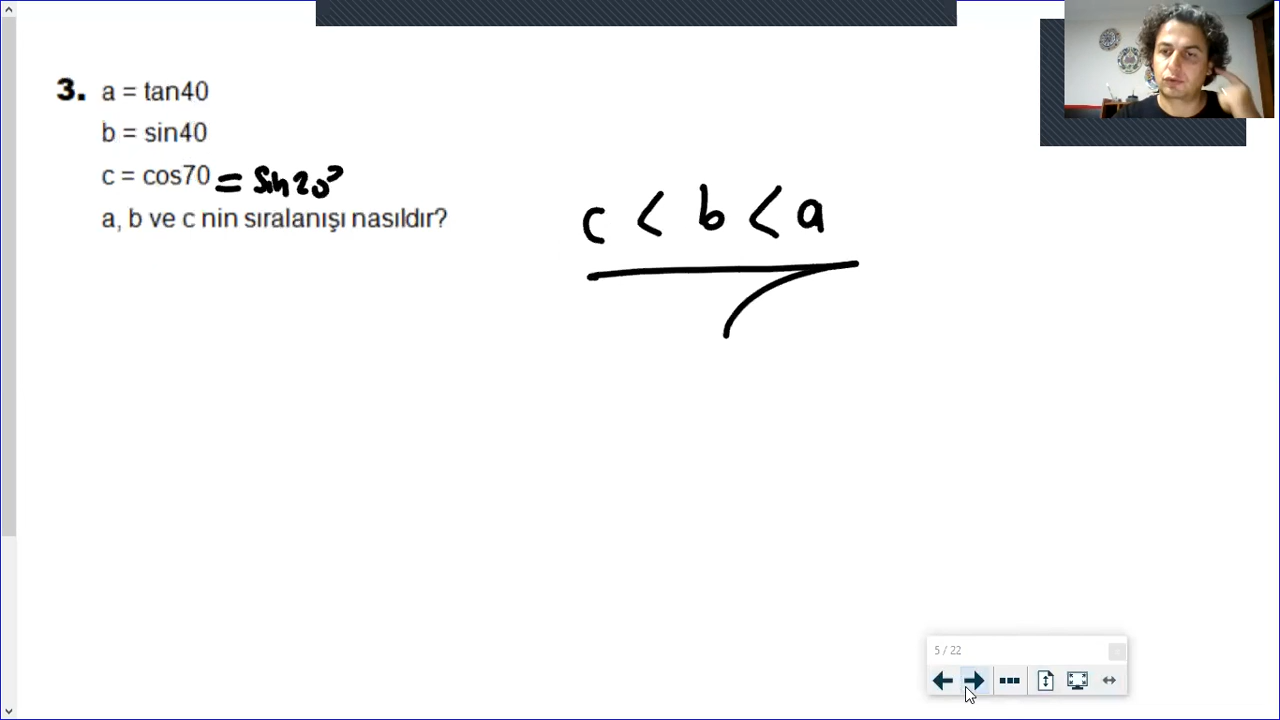 3. a = tan40
b = sin40
c = cos70 = sin20°
a, b ve c nin sıralanışı nasıldır?
c < b < a
5 / 22